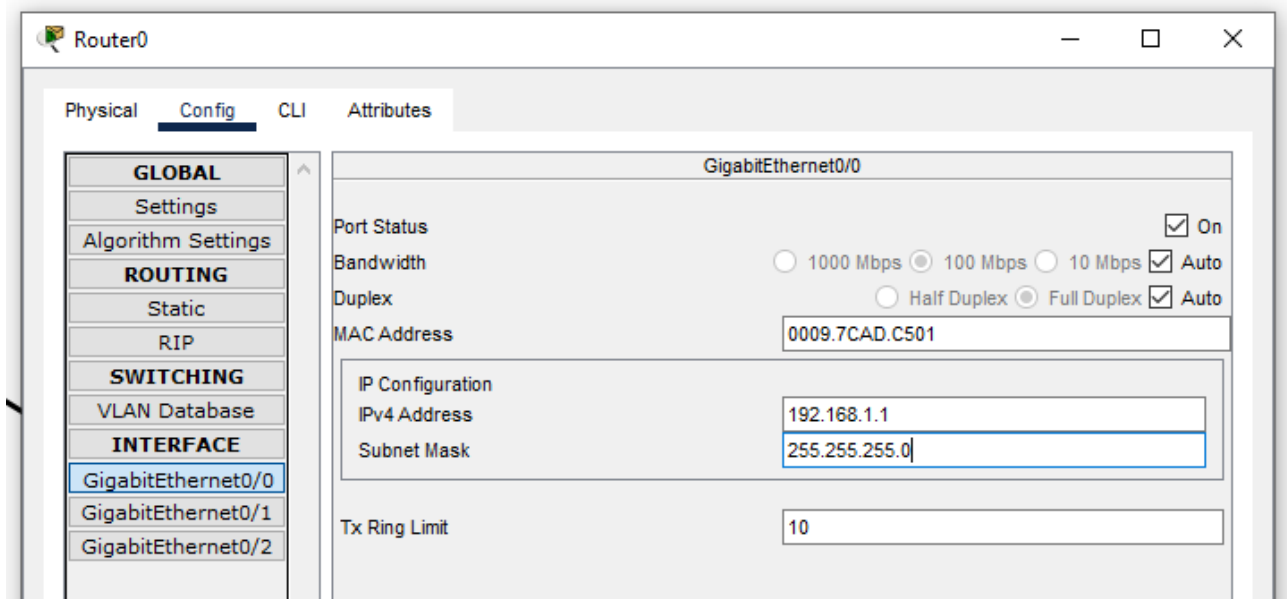 Router0
Physical Config CLI Attributes
GLOBAL
Settings
Algorithm Settings
ROUTING
Static
RIP
SWITCHING
VLAN Database
INTERFACE
GigabitEthernet0/0
GigabitEthernet0/1
GigabitEthernet0/2
GigabitEthernet0/0
Port Status On
Bandwidth 1000 Mbps 100 Mbps 10 Mbps Auto
Duplex Half Duplex Full Duplex Auto
MAC Address 0009.7CAD.C501
IP Configuration
IPv4 Address 192.168.1.1
Subnet Mask 255.255.255.0
Tx Ring Limit 10